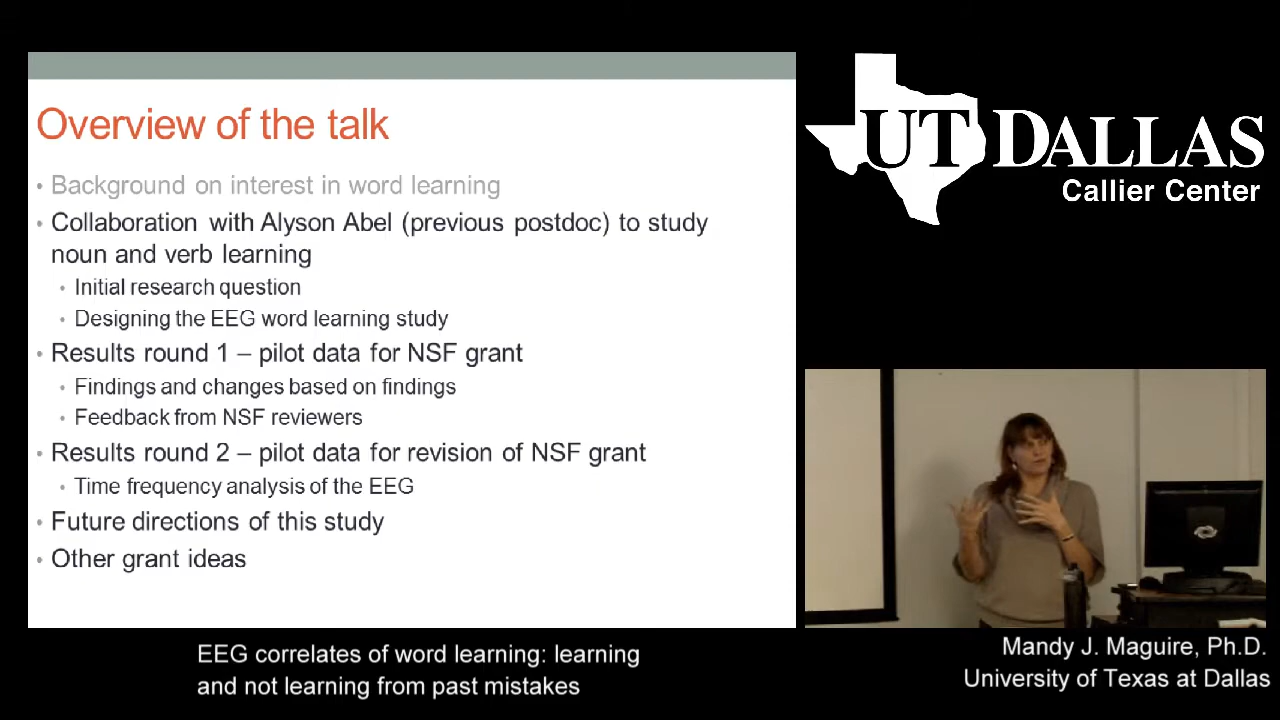 Overview of the talk
• Background on interest in word learning
• Collaboration with Alyson Abel (previous postdoc) to study
noun and verb learning
• Initial research question
• Designing the EEG word learning study
• Results round 1 – pilot data for NSF grant
• Findings and changes based on findings
• Feedback from NSF reviewers
• Results round 2 – pilot data for revision of NSF grant
• Time frequency analysis of the EEG
• Future directions of this study
• Other grant ideas
UT DALLAS
Callier Center
EEG correlates of word learning: learning
and not learning from past mistakes
Mandy J. Maguire, Ph.D.
University of Texas at Dallas